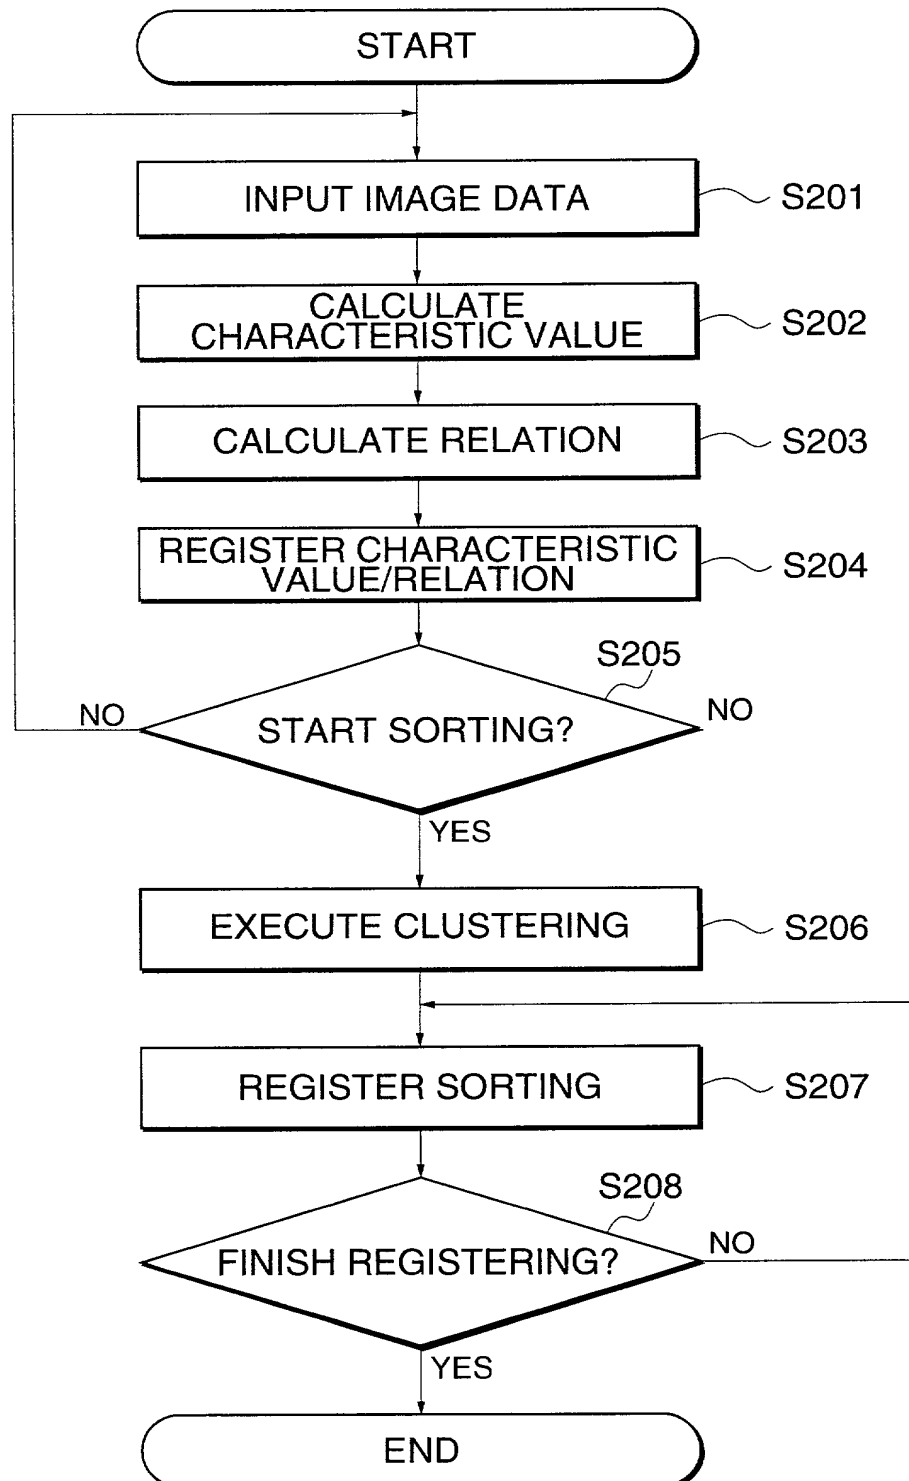 START
INPUT IMAGE DATA
S201
CALCULATE
CHARACTERISTIC VALUE
S202
CALCULATE RELATION
S203
REGISTER CHARACTERISTIC
VALUE/RELATION
S204
S205
NO
START SORTING?
NO
YES
EXECUTE CLUSTERING
S206
REGISTER SORTING
S207
S208
FINISH REGISTERING?
NO
YES
END